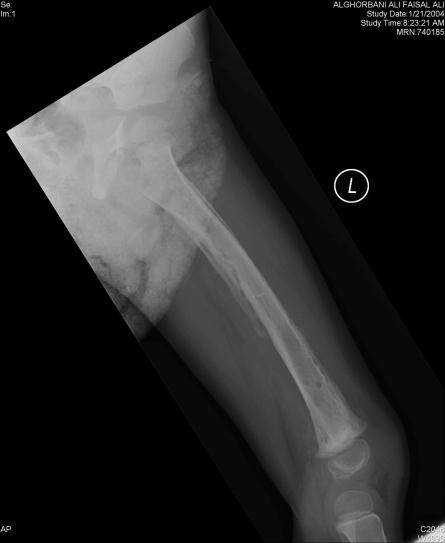 Se:
Im:1
ALGHORBANI ALI FAISAL ALI
Study Date:1/21/2004
Study Time:8:23:21 AM
MRN:740185
L
AP
C2048